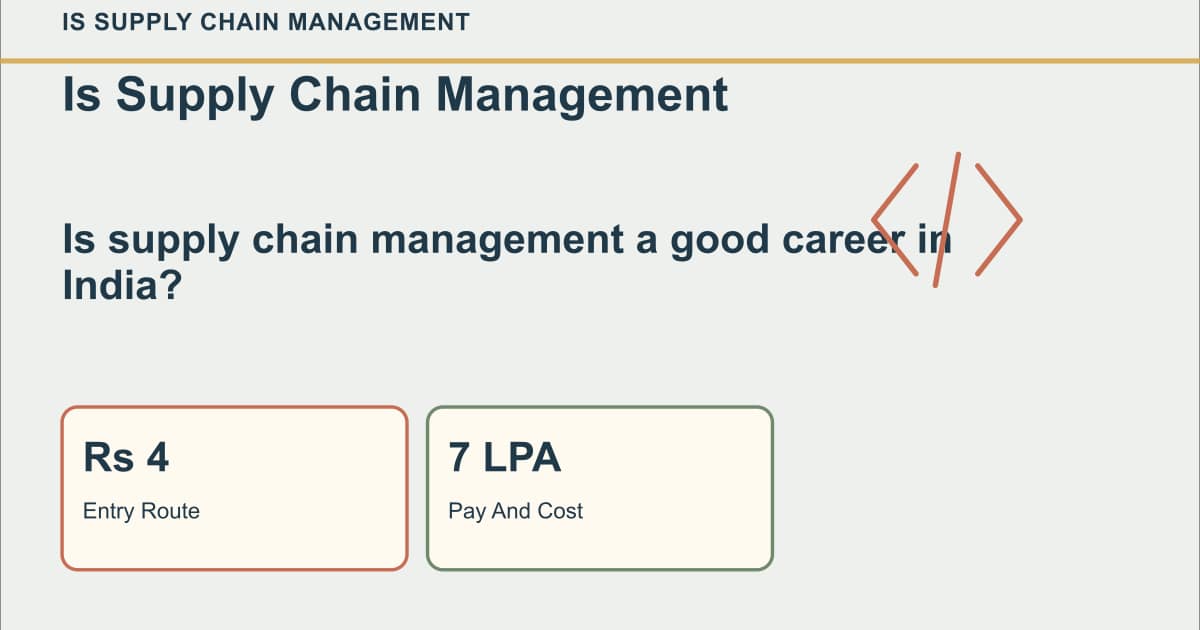 IS SUPPLY CHAIN MANAGEMENT
Is Supply Chain Management
Is supply chain management a good career in
India?
Rs 4
Entry Route
7 LPA
Pay And Cost